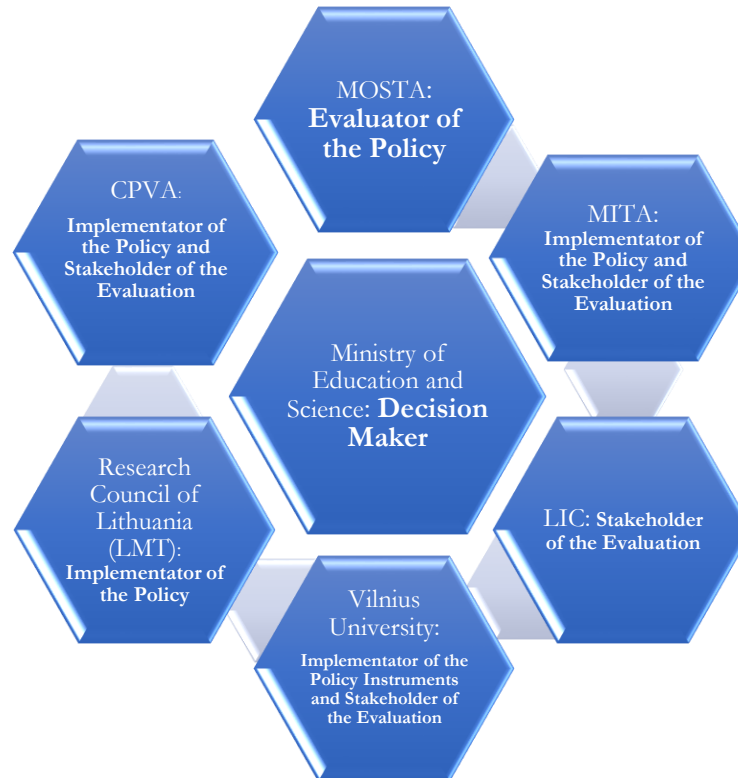 MOSTA:
Evaluator of
the Policy
CPVA:
Implementator of
the Policy and
Stakeholder of the
Evaluation
MITA:
Implementator of
the Policy and
Stakeholder of the
Evaluation
Ministry of
Education and
Science: Decision
Maker
Research
Council of
Lithuania
(LMT):
Implementator of
the Policy
LIC: Stakeholder
of the Evaluation
Vilnius
University:
Implementator of the
Policy Instruments
and Stakeholder of
the Evaluation